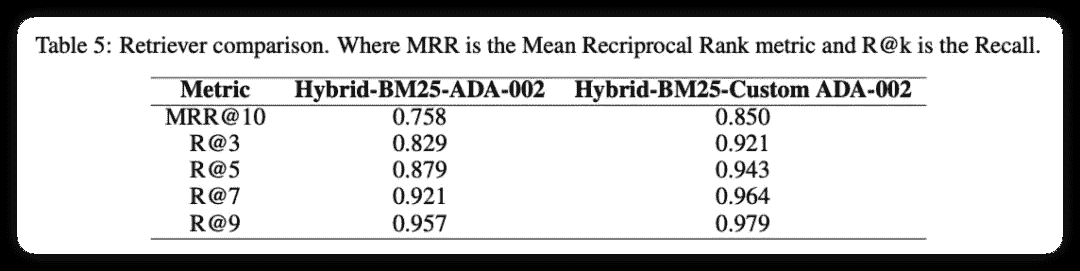 Table 5: Retriever comparison. Where MRR is the Mean Recriprocal Rank metric and R@k is the Recall.
Metric Hybrid-BM25-ADA-002 Hybrid-BM25-Custom ADA-002
MRR@10 0.758 0.850
R@3 0.829 0.921
R@5 0.879 0.943
R@7 0.921 0.964
R@9 0.957 0.979